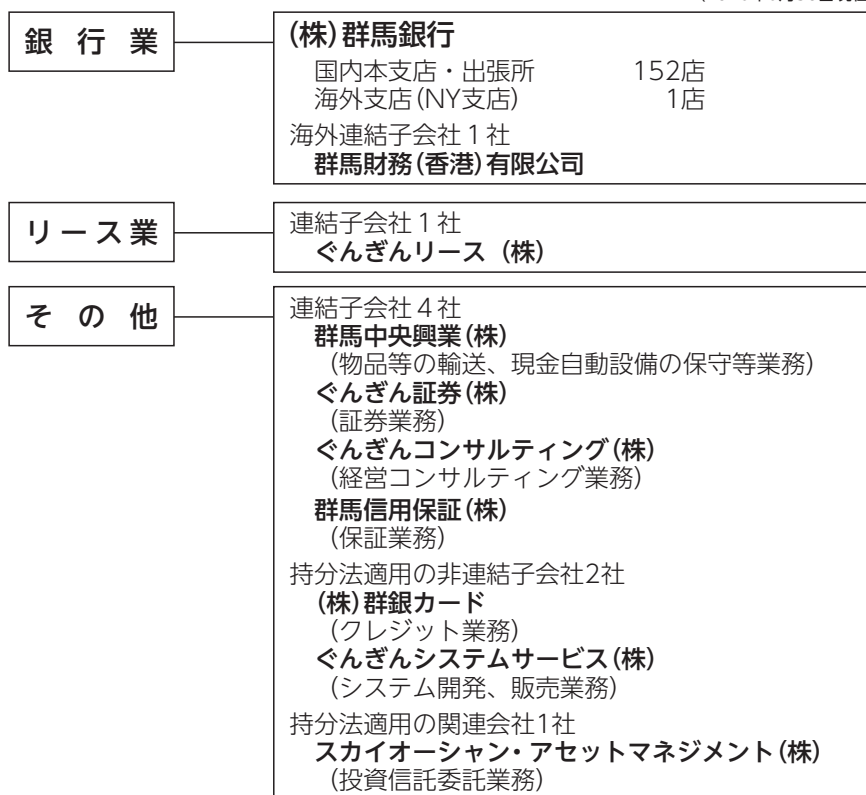 銀行業
(株)群馬銀行
国内本支店・出張所 152店
海外支店(NY支店) 1店
海外連結子会社1社
群馬財務(香港)有限公司
リース業
連結子会社1社
ぐんぎんリース(株)
その他
連結子会社4社
群馬中央興業(株)
(物品等の輸送、現金自動設備の保守等業務)
ぐんぎん証券(株)
(証券業務)
ぐんぎんコンサルティング(株)
(経営コンサルティング業務)
群馬信用保証(株)
(保証業務)
持分法適用の非連結子会社2社
(株)群銀カード
(クレジット業務)
ぐんぎんシステムサービス(株)
(システム開発、販売業務)
持分法適用の関連会社1社
スカイオーシャン・アセットマネジメント(株)
(投資信託委託業務)